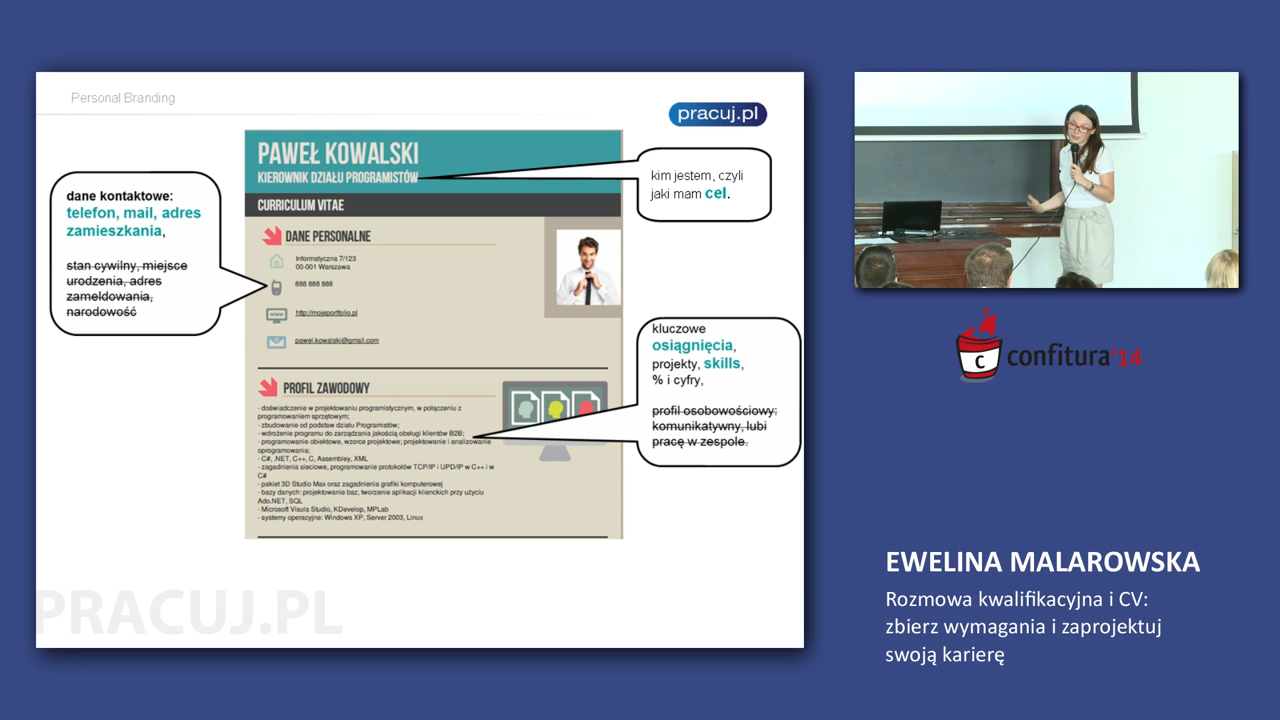 Personal Branding
pracuj.pl
dane kontaktowe:
telefon, mail, adres
zamieszkania,
stan cywilny, miejsce
urodzenia, adres
zameldowania,
narodowość
PAWEŁ KOWALSKI
KIEROWNIK DZIAŁU PROGRAMISTÓW
CURRICULUM VITAE
DANE PERSONALNE
Informatyczna 7/123
00-001 Warszawa
888 888 888
www
http://mojeportfolio.pl
pawel.kowalski@gmail.com
PROFIL ZAWODOWY
- doświadczenie w projektowaniu programistycznym, w połączeniu z
programowaniem sprzętowym;
- zbudowanie od podstaw działu Programistów;
- wdrożenie programu do zarządzania jakością obsługi klientów B2B;
- programowanie obiektowe, wzorce projektowe; projektowanie i analizowanie
oprogramowania;
- C#, .NET, C++, C, Assembley, XML
- zagadnienia sieciowe, programowanie protokołów TCP/IP i UPD/IP w C++ i w
C#
- pakiet 3D Studio Max oraz zagadnienia grafiki komputerowej
- bazy danych: projektowanie baz, tworzenie aplikacji klienckich przy użyciu
Ado.NET, SQL
- Microsoft Visula Studio, KDevelop, MPLab
- systemy operacyjne: Windows XP, Server 2003, Linux
kim jestem, czyli
jaki mam cel.
kluczowe
osiągnięcia,
projekty, skills,
% i cyfry,
profil osobowościowy:
komunikatywny, lubi
pracę w zespole.
PRACUJ.PL
C
confitura'14
EWELINA MALAROWSKA
Rozmowa kwalifikacyjna i CV:
zbierz wymagania i zaprojektuj
swoją karierę